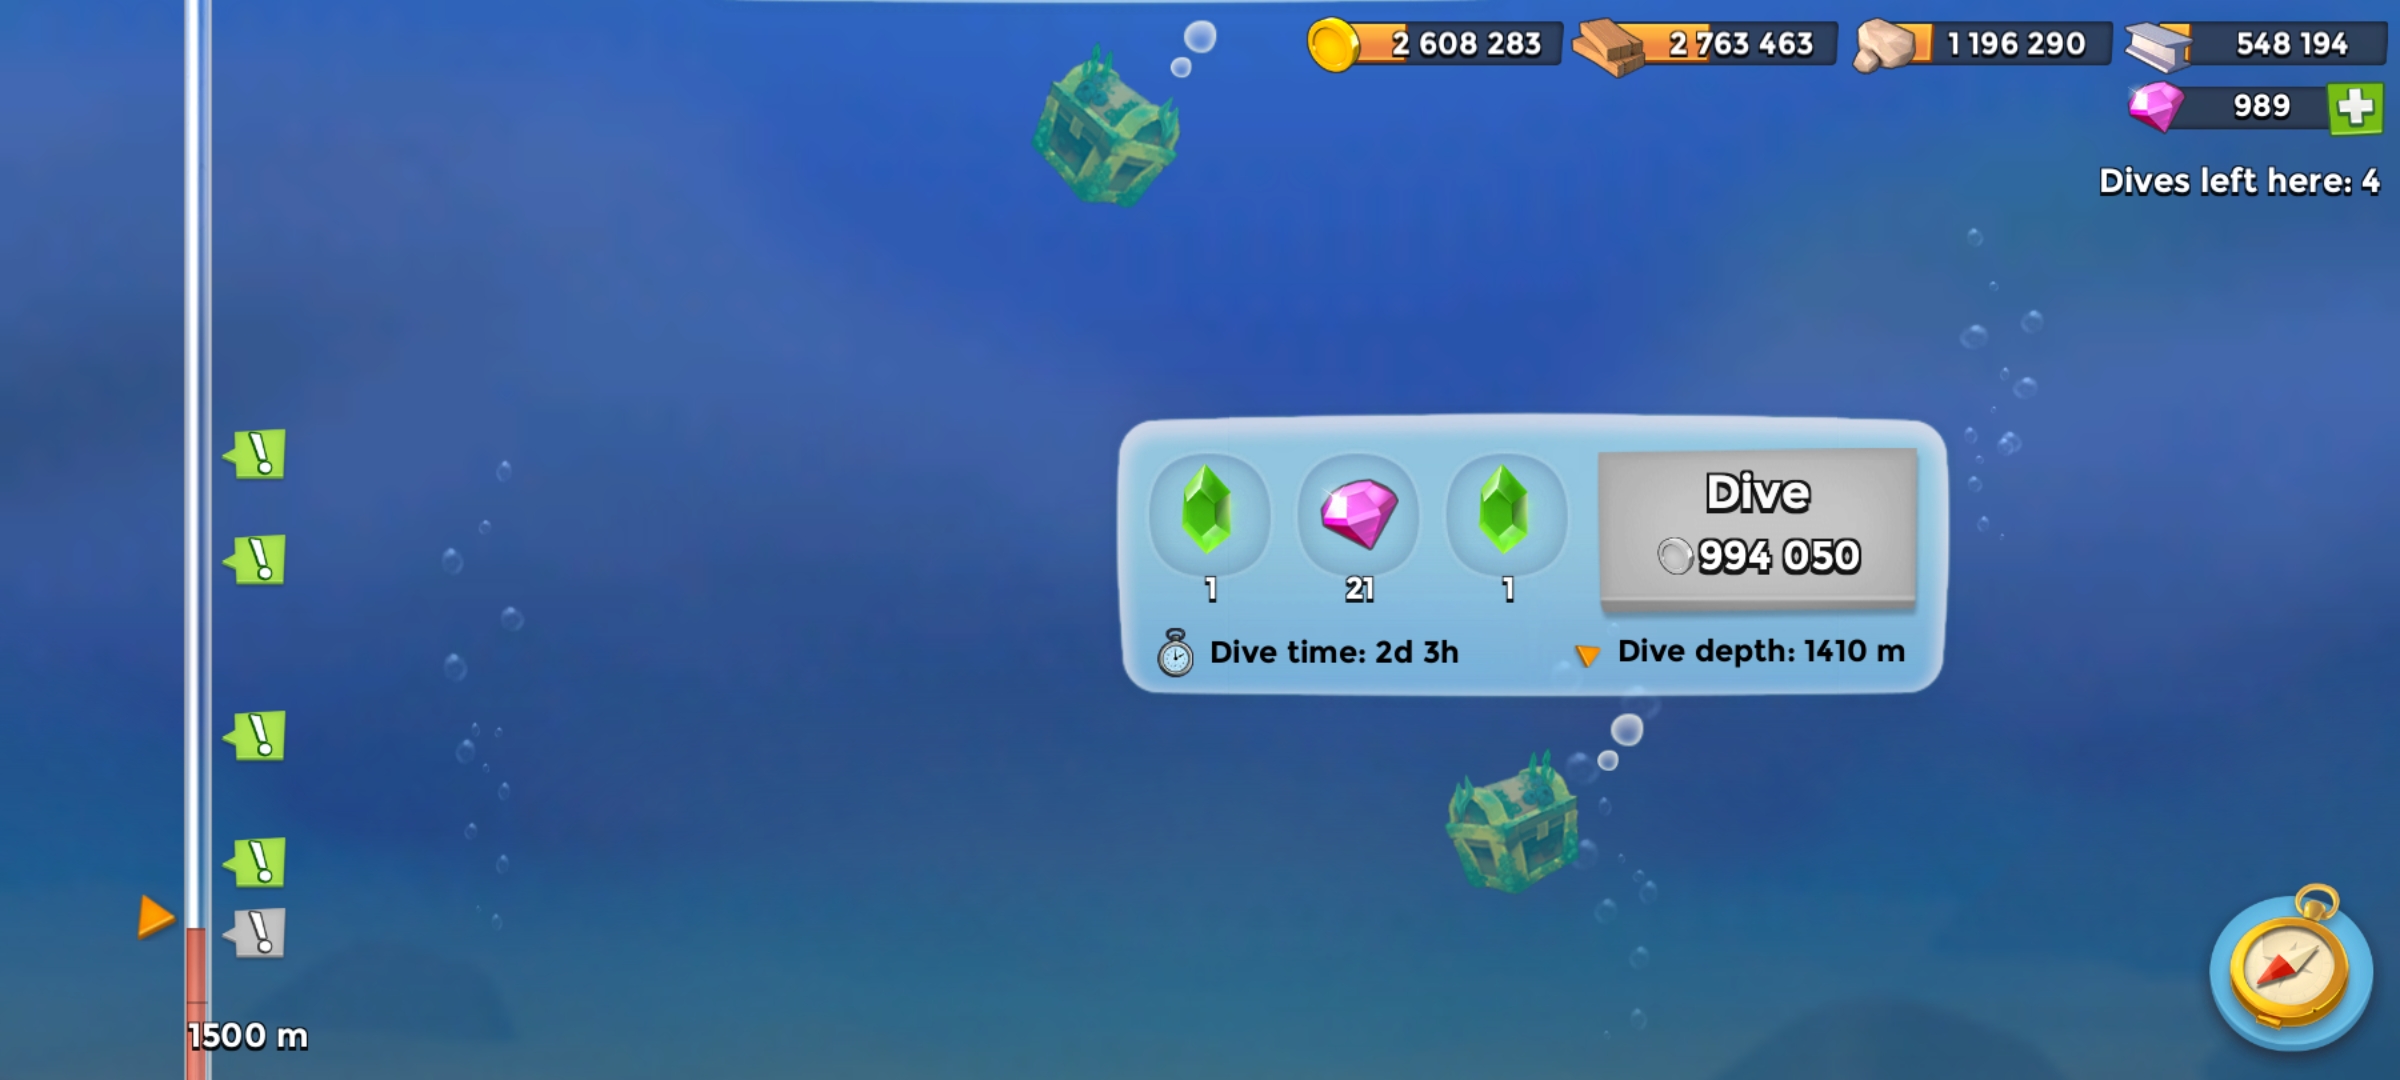 2 608 283
2 763 463
1 196 290
548 194
989
Dives left here: 4
1
21
1
Dive
994 050
Dive time: 2d 3h
Dive depth: 1410 m
1500 m